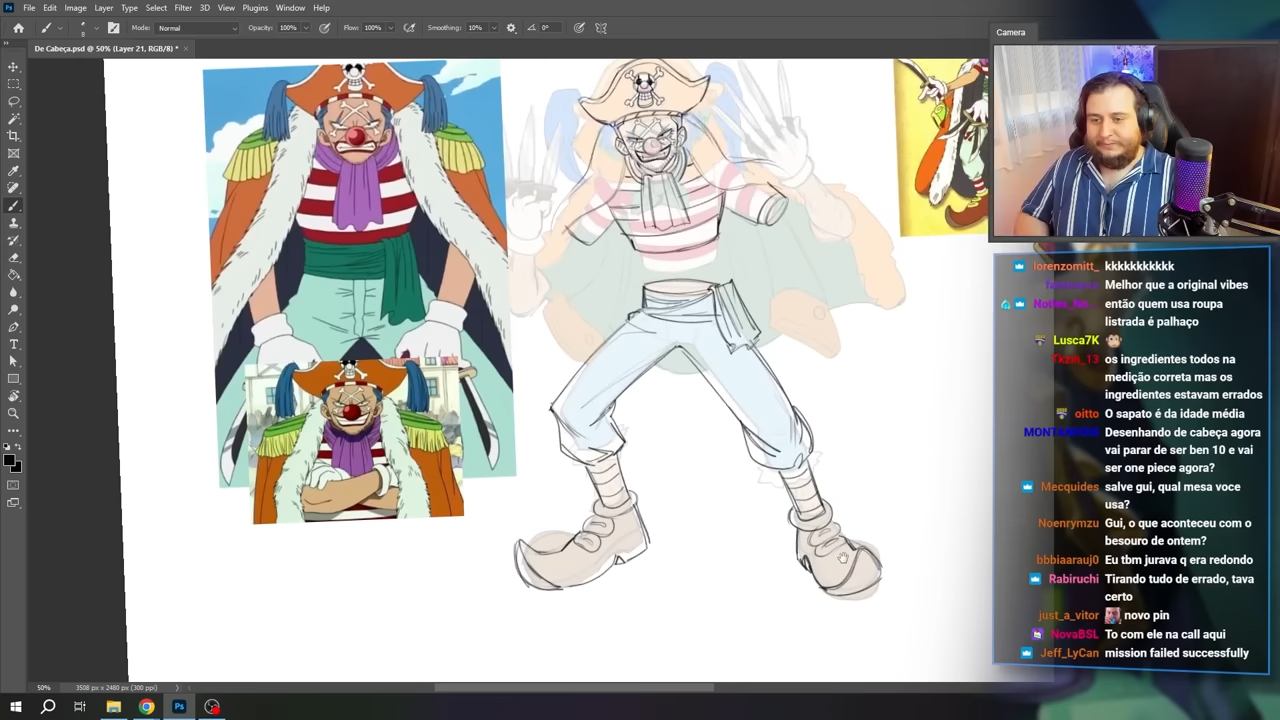 File Edit Image Layer Type Select Filter 3D View Plugins Window Help
Mode: Normal Opacity: 100% Flow: 100% Smoothing: 10% 0°
De Cabeça.psd @ 50% (Layer 21, RGB/8) *
Camera
lorenzomitt_ kkkkkkkkkkk
Melhor que a original vibes
então quem usa roupa
listrada é palhaço
Lusca7K
Tkzin_13 os ingredientes todos na
medição correta mas os
ingredientes estavam errados
oitto O sapato é da idade média
Desenhando de cabeça agora
vai parar de ser ben 10 e vai
ser one piece agora?
Mecquides salve gui, qual mesa voce
usa?
Noenrymzu Gui, o que aconteceu com o
besouro de ontem?
bbbiaarauj0 Eu tbm jurava q era redondo
Rabiruchi Tirando tudo de errado, tava
certo
just_a_vitor novo pin
NovaBSL To com ele na call aqui
Jeff_LyCan mission failed successfully
50% 3508 px x 2480 px (300 ppi)